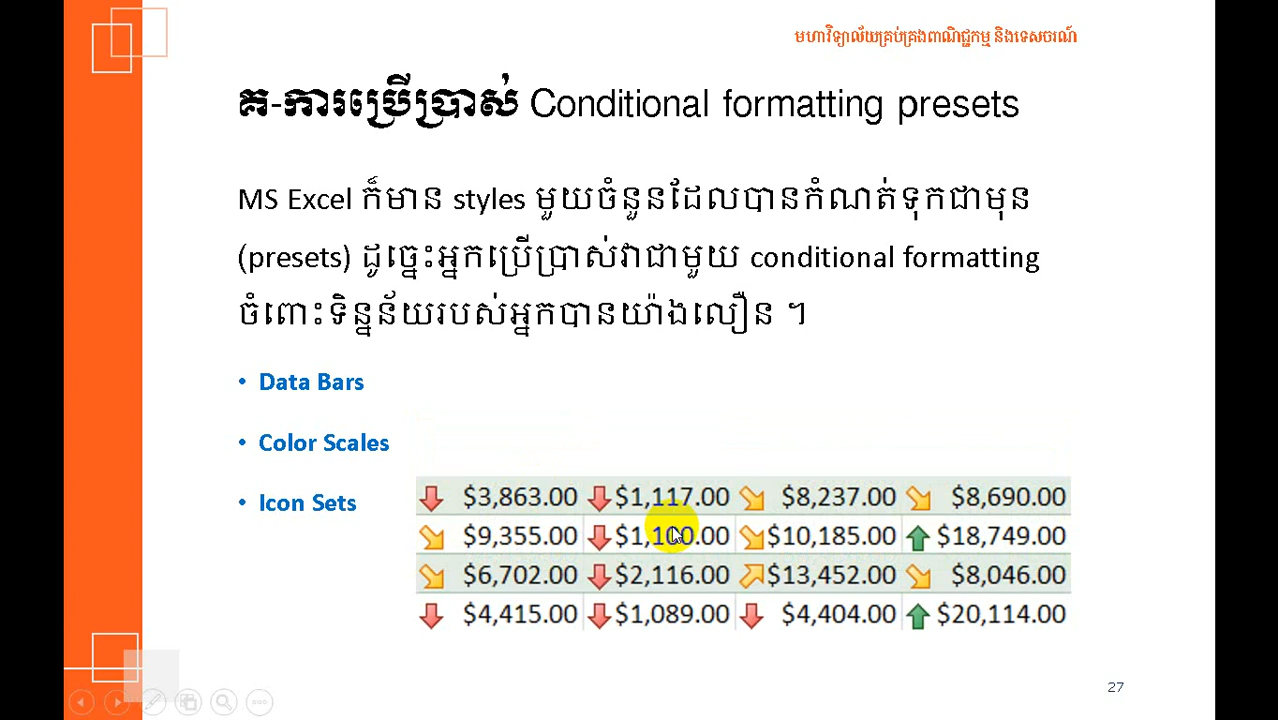 មហាវិទ្យាល័យគ្រប់គ្រងពាណិជ្ជកម្ម និងទេសចរណ៍
គ-ការប្រើប្រាស់ Conditional formatting presets
MS Excel ក៏មាន styles មួយចំនួនដែលបានកំណត់ទុកជាមុន
(presets) ដូច្នេះអ្នកប្រើប្រាស់វាជាមួយ conditional formatting
ចំពោះទិន្នន័យរបស់អ្នកបានយ៉ាងលឿន ។
• Data Bars
• Color Scales
• Icon Sets
$3,863.00 $1,117.00 $8,237.00 $8,690.00
$9,355.00 $1,100.00 $10,185.00 $18,749.00
$6,702.00 $2,116.00 $13,452.00 $8,046.00
$4,415.00 $1,089.00 $4,404.00 $20,114.00
27